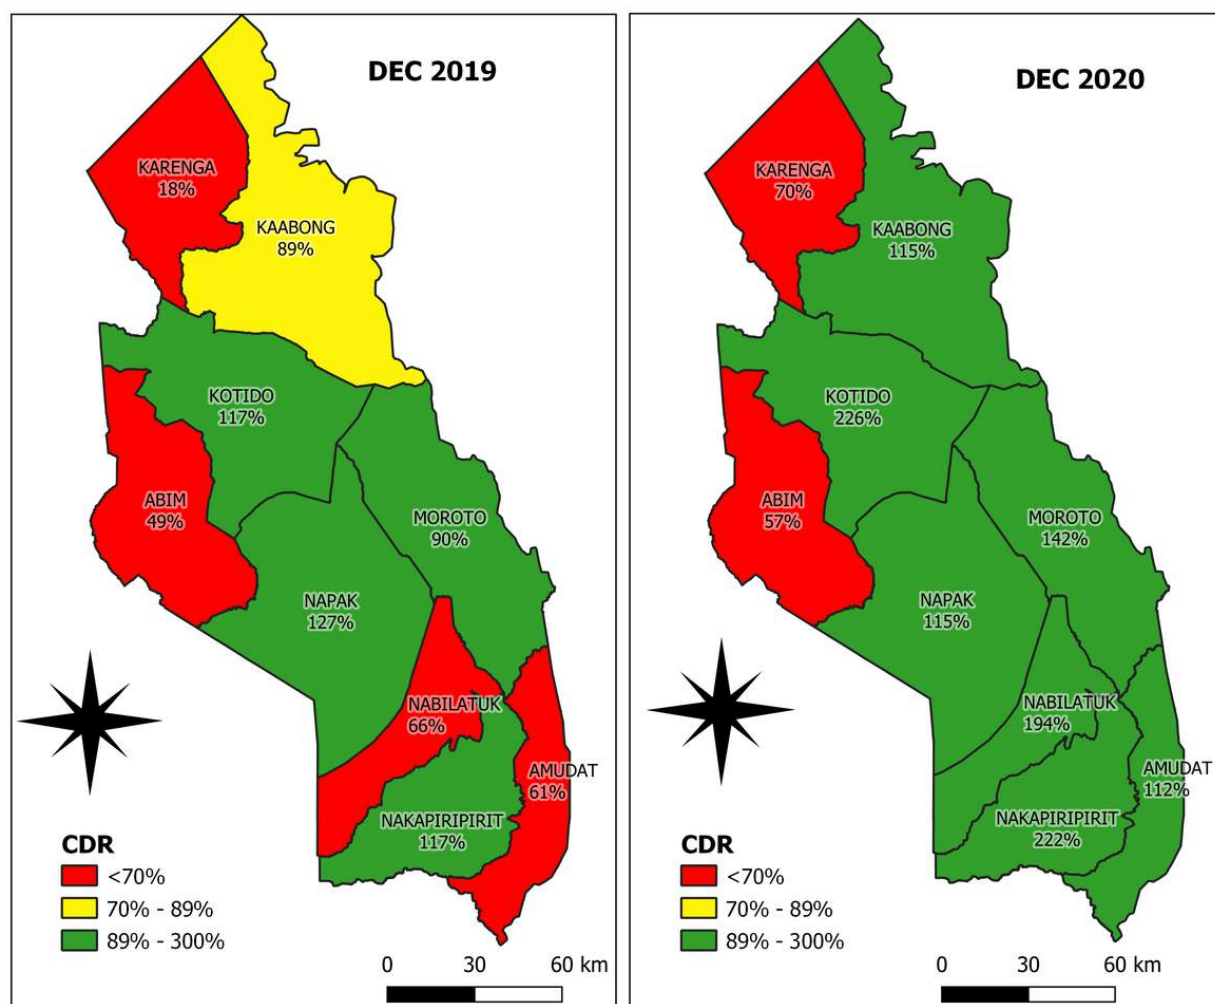 DEC 2019
KARENGA
18%
KAABONG
89%
KOTIDO
117%
ABIM
49%
MOROTO
90%
NAPAK
127%
NABILATUK
66%
AMUDAT
61%
NAKAPIRIPIRIT
117%
CDR
<70%
70% - 89%
89% - 300%
0 30 60 km
DEC 2020
KARENGA
70%
KAABONG
115%
KOTIDO
226%
ABIM
57%
MOROTO
142%
NAPAK
115%
NABILATUK
194%
AMUDAT
112%
NAKAPIRIPIRIT
222%
CDR
<70%
70% - 89%
89% - 300%
0 30 60 km